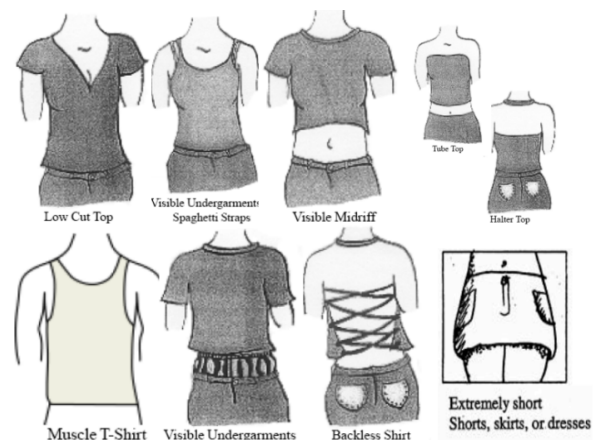 Tube Top
Low Cut Top
Visible Undergarments
Spaghetti Straps
Visible Midriff
Halter Top
Muscle T-Shirt
Visible Undergarments
Backless Shirt
Extremely short
Shorts, skirts, or dresses